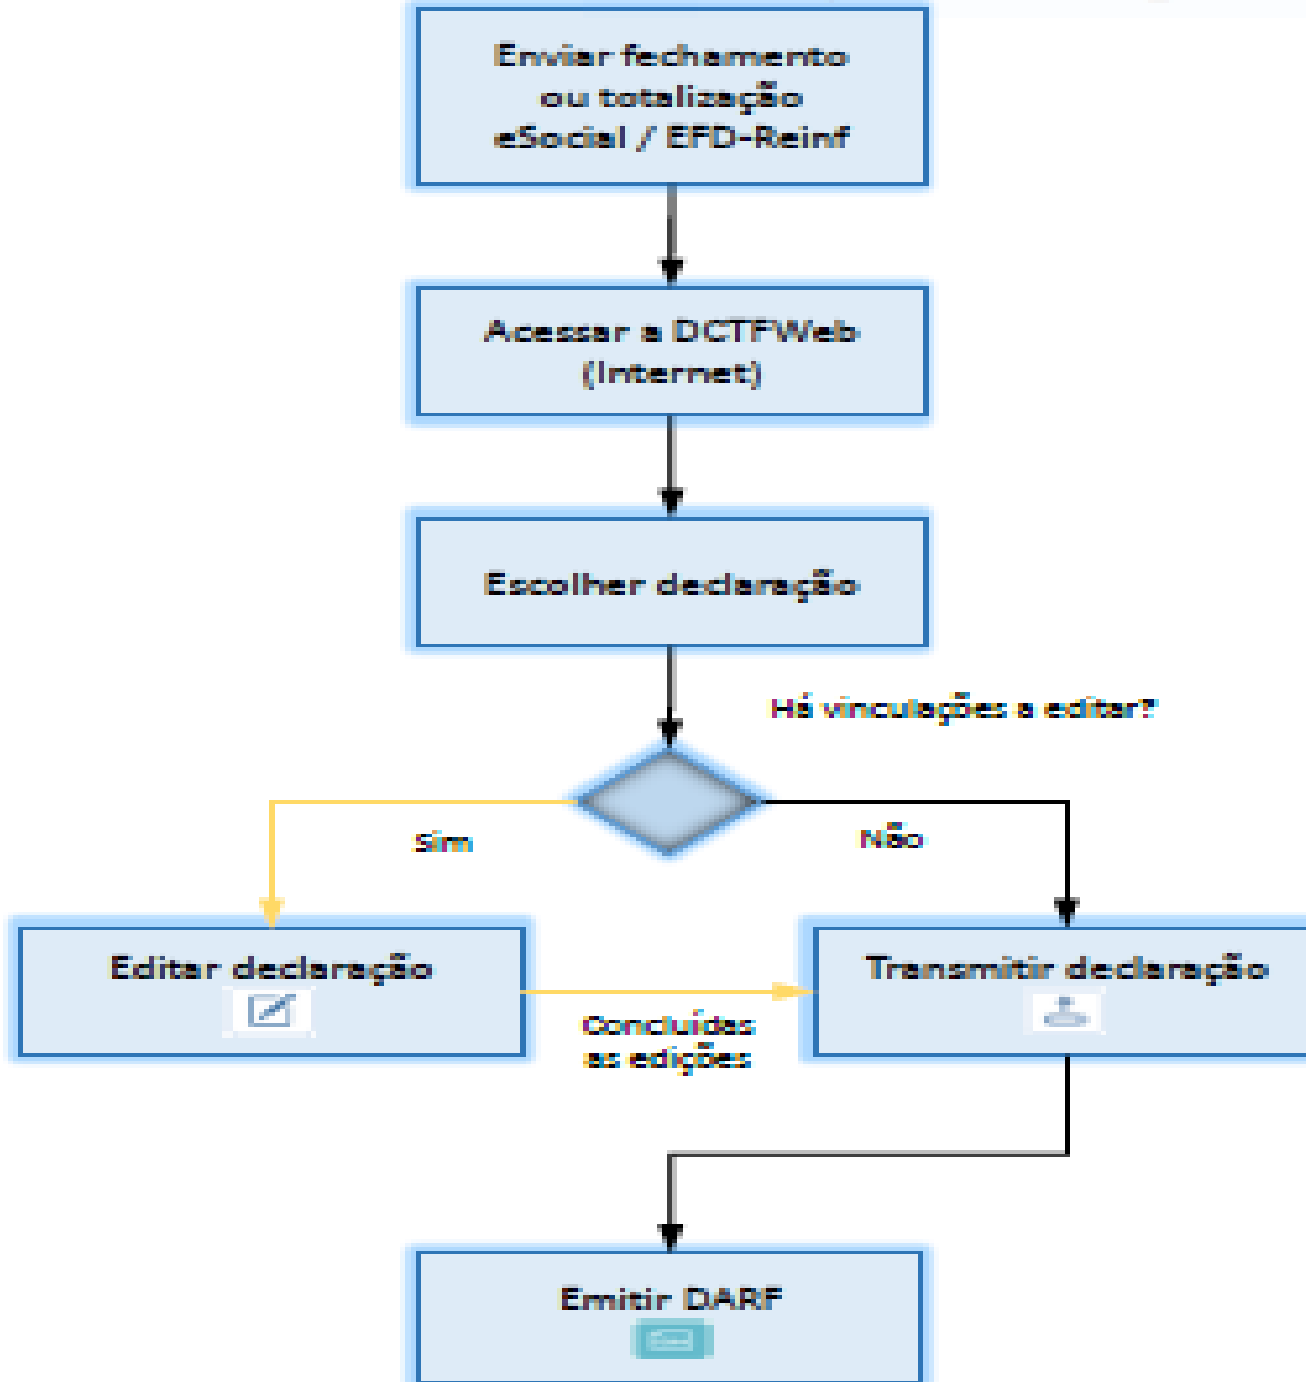 Enviar fechamento
ou totalização
eSocial / EFD-Reinf
Acessar a DCTFWeb
(Internet)
Escolher declaração
Há vinculações a editar?
Sim
Não
Editar declaração
Transmitir declaração
Concluídas
as edições
Emitir DARF